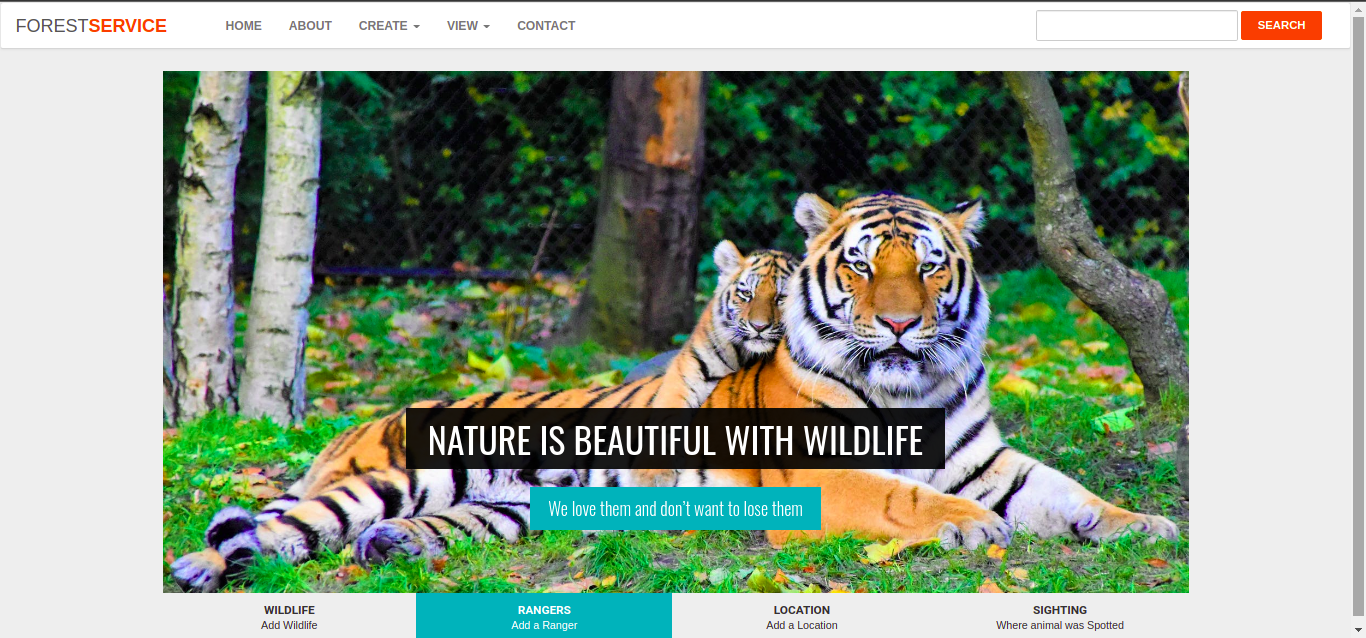 FORESTSERVICE HOME ABOUT CREATE VIEW CONTACT SEARCH
NATURE IS BEAUTIFUL WITH WILDLIFE
We love them and don't want to lose them
WILDLIFE RANGERS LOCATION SIGHTING
Add Wildlife Add a Ranger Add a Location Where animal was Spotted